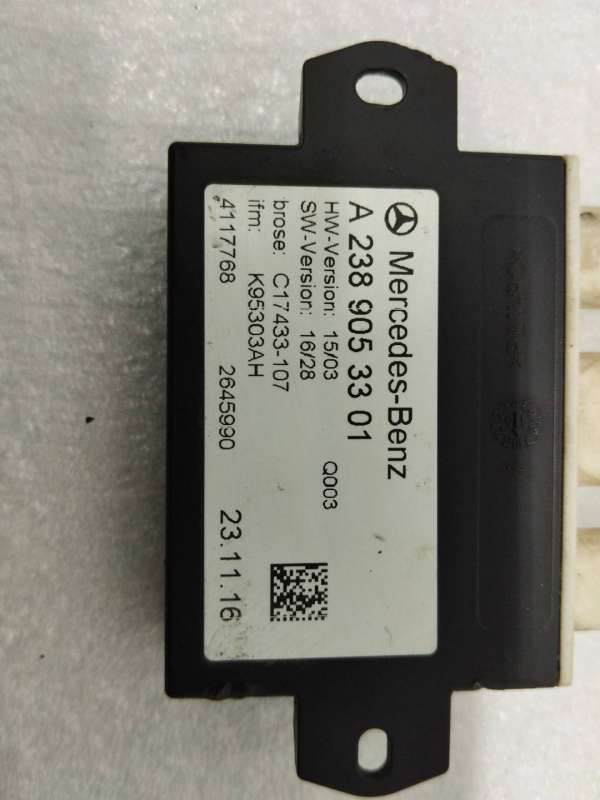 Mercedes-Benz
A 238 905 33 01
HW-Version: 15/03 Q003
SW-Version: 16/28
brose: C17433-107
ifm: K95303AH
4117768 2645990 23.11.16